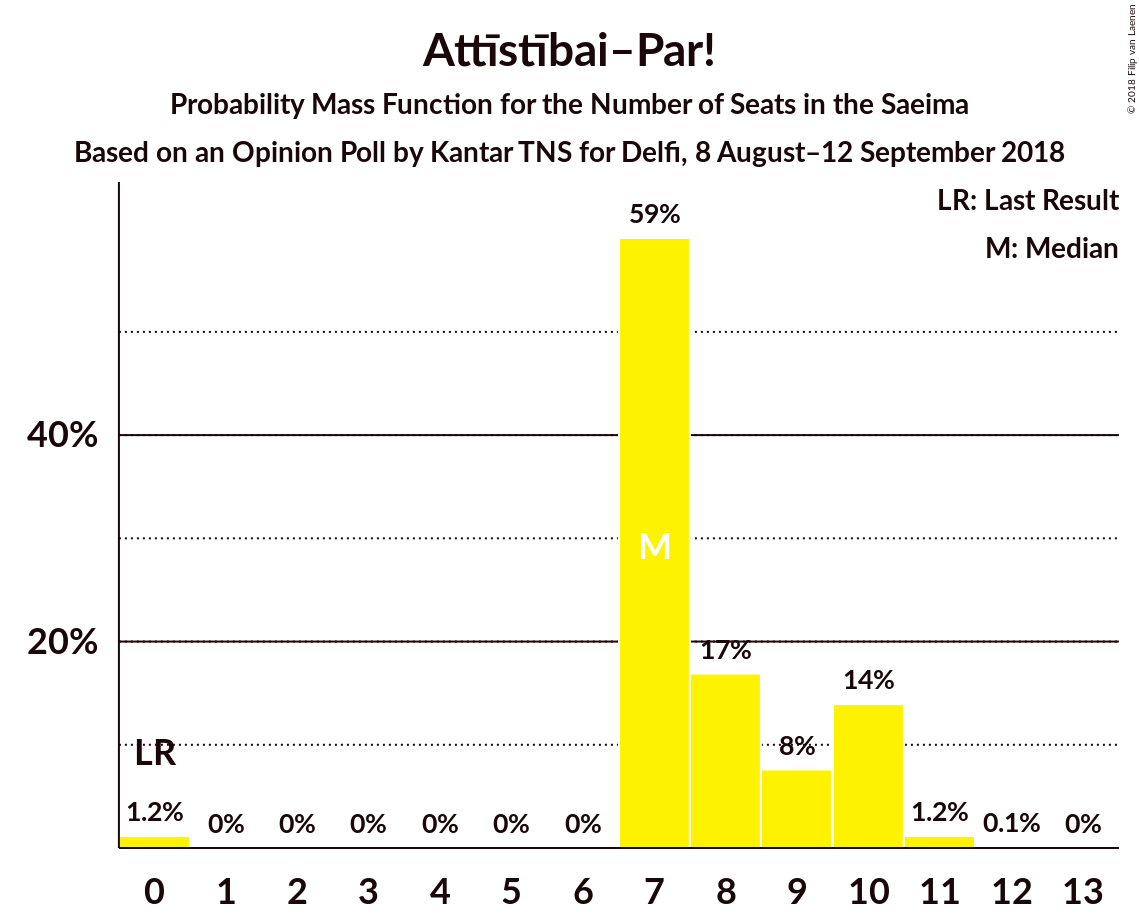 Attīstībai–Par!
Probability Mass Function for the Number of Seats in the Saeima
Based on an Opinion Poll by Kantar TNS for Delfi, 8 August–12 September 2018
© 2018 Filip van Laenen
LR: Last Result
M: Median
59%
40%
M
20%
17%
14%
LR
8%
1.2% 0% 0% 0% 0% 0% 0% 1.2% 0.1% 0%
0 1 2 3 4 5 6 7 8 9 10 11 12 13